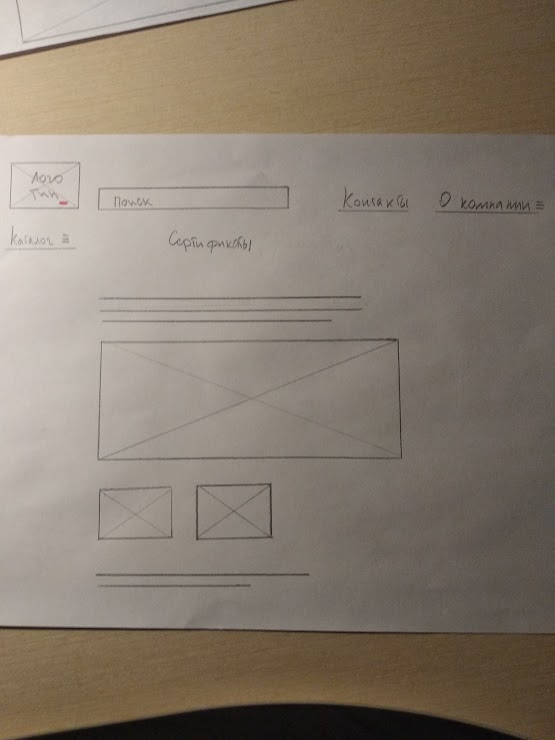 Лого
тип
Поиск
Контакты
О компании ≡
Каталог ≡
Сертификаты